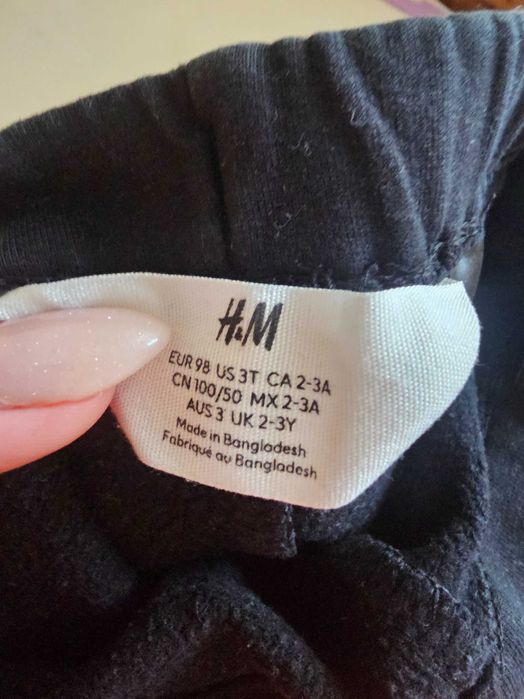 H&M
EUR 98 US 3T CA 2-3A
CN 100/50 MX 2-3A
AUS 3 UK 2-3Y
Made in Bangladesh
Fabriqué au Bangladesh